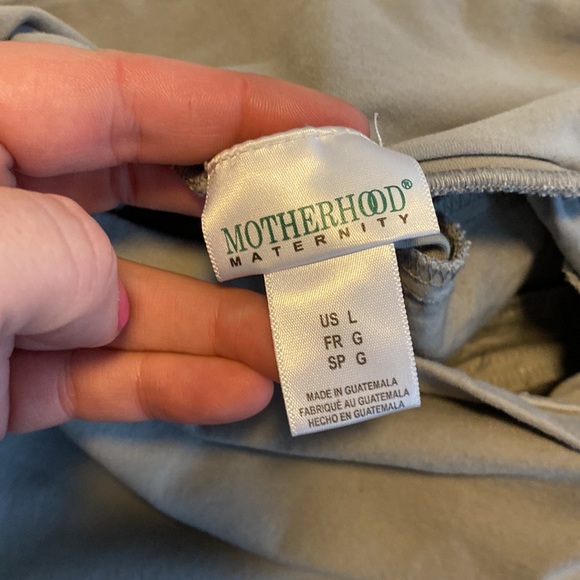 MOTHERHOOD®
MATERNITY
US L
FR G
SP G
MADE IN GUATEMALA
FABRIQUÉ AU GUATEMALA
HECHO EN GUATEMALA